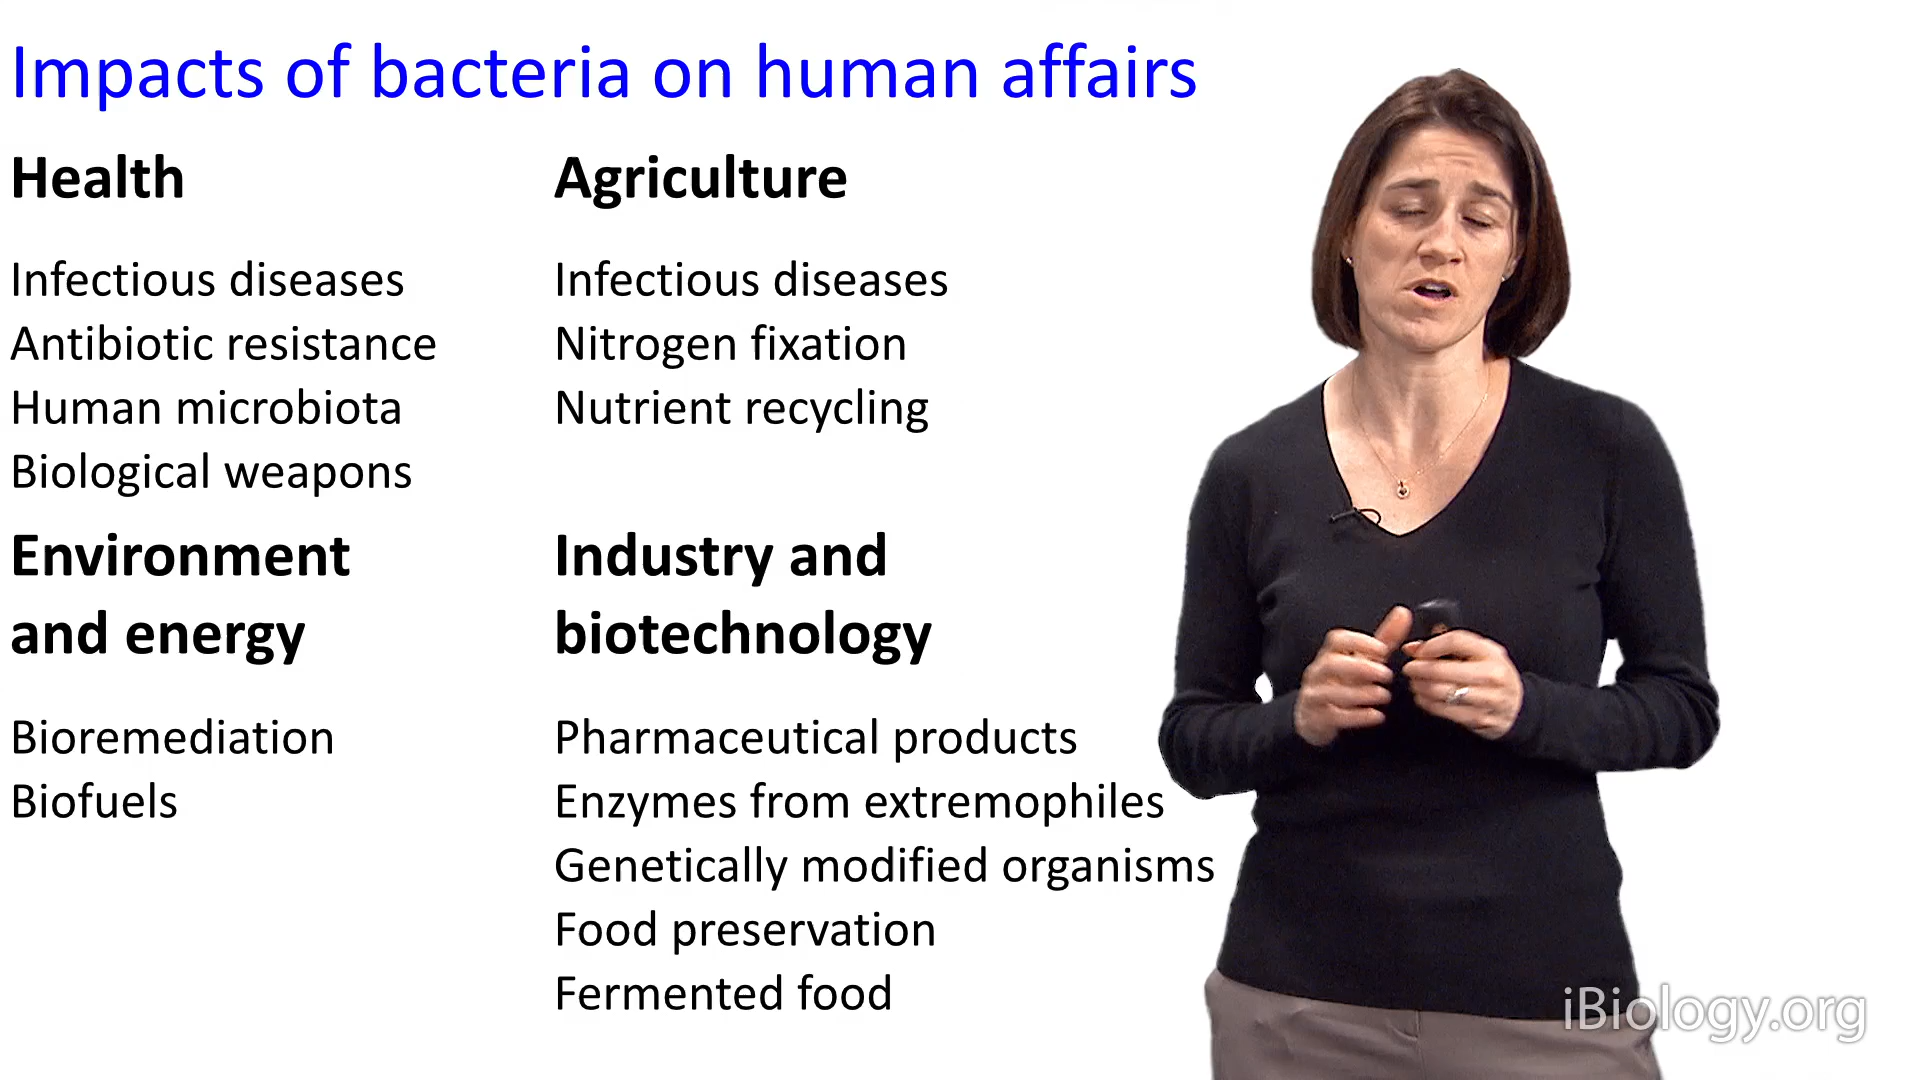 Impacts of bacteria on human affairs
Health
Infectious diseases
Antibiotic resistance
Human microbiota
Biological weapons
Agriculture
Infectious diseases
Nitrogen fixation
Nutrient recycling
Environment
and energy
Bioremediation
Biofuels
Industry and
biotechnology
Pharmaceutical products
Enzymes from extremophiles
Genetically modified organisms
Food preservation
Fermented food
iBiology.org